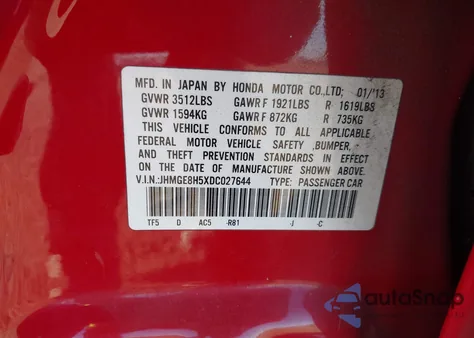 MFD. IN JAPAN BY HONDA MOTOR CO.,LTD; 01/'13
GVWR 3512LBS GAWR F 1921LBS R 1619LBS
GVWR 1594KG GAWR F 872KG R 735KG
THIS VEHICLE CONFORMS TO ALL APPLICABLE
FEDERAL MOTOR VEHICLE SAFETY ,BUMPER,
AND THEFT PREVENTION STANDARDS IN EFFECT
ON THE DATE OF MANUFACTURE SHOWN ABOVE.
V.I.N.:JHMGE8H5XDC027644 TYPE: PASSENGER CAR
TF5 D AC5 -R81 -J -C
autoSnap